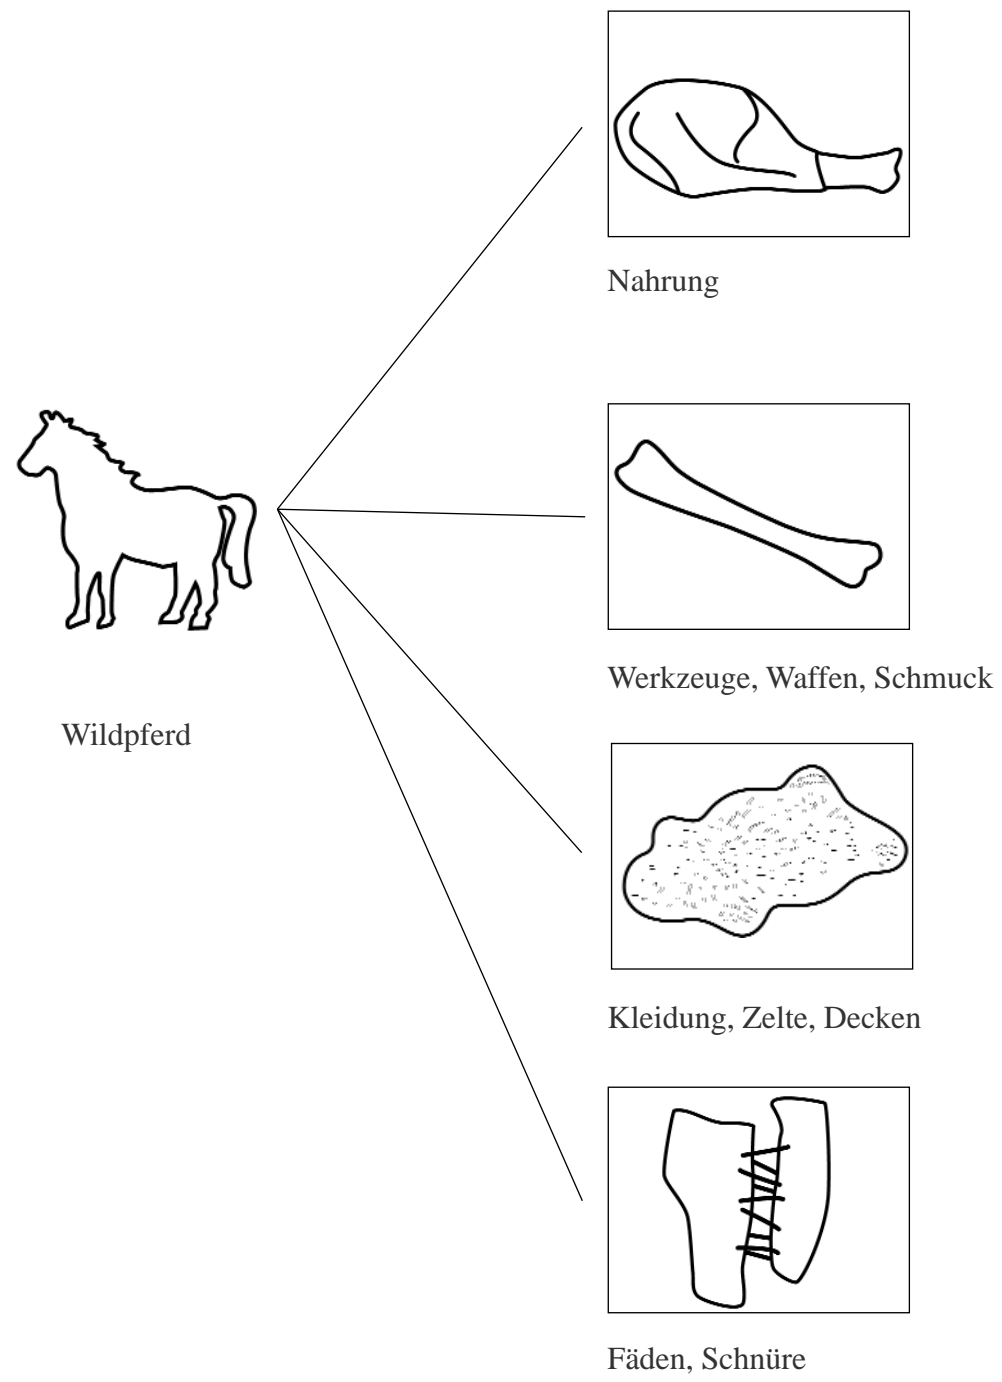 Nahrung
Werkzeuge, Waffen, Schmuck
Wildpferd
Kleidung, Zelte, Decken
Fäden, Schnüre